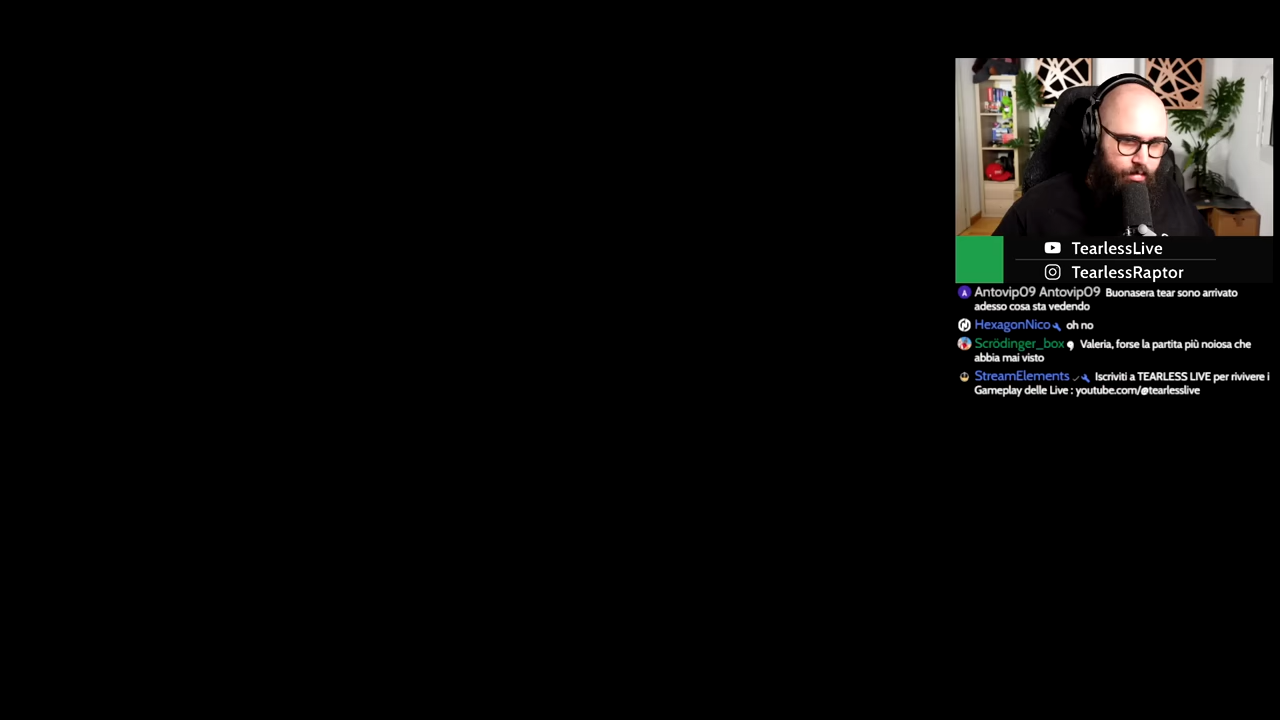 TearlessLive
TearlessRaptor
A Antovip09 Antovip09 Buonasera tear sono arrivato
adesso cosa sta vedendo
HexagonNico oh no
Scrödinger_box Valeria, forse la partita più noiosa che
abbia mai visto
StreamElements Iscriviti a TEARLESS LIVE per rivivere i
Gameplay delle Live : youtube.com/@tearlesslive